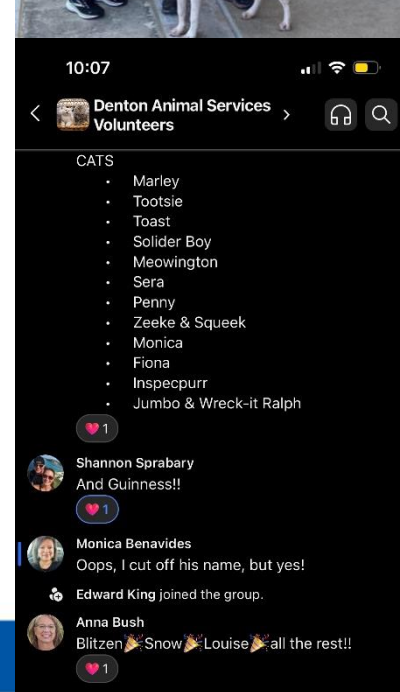 10:07
Denton Animal Services
Volunteers
CATS
• Marley
• Tootsie
• Toast
• Solider Boy
• Meowington
• Sera
• Penny
• Zeeke & Squeek
• Monica
• Fiona
• Inspecpurr
• Jumbo & Wreck-it Ralph
❤️ 1
Shannon Sprabary
And Guinness!!
❤️ 1
Monica Benavides
Oops, I cut off his name, but yes!
Edward King joined the group.
Anna Bush
Blitzen🎉Snow🎉Louise🎉all the rest!!
❤️ 1